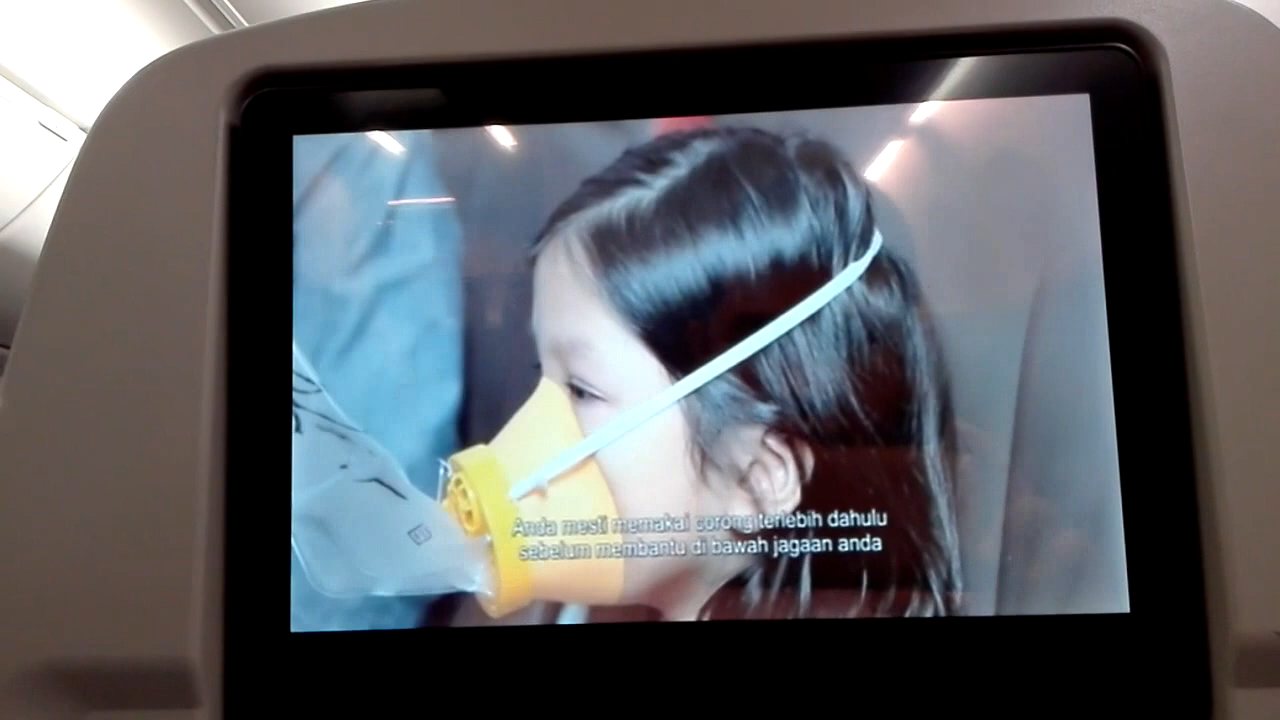 Anda mesti memakai corong terlebih dahulu
sebelum membantu di bawah jagaan anda